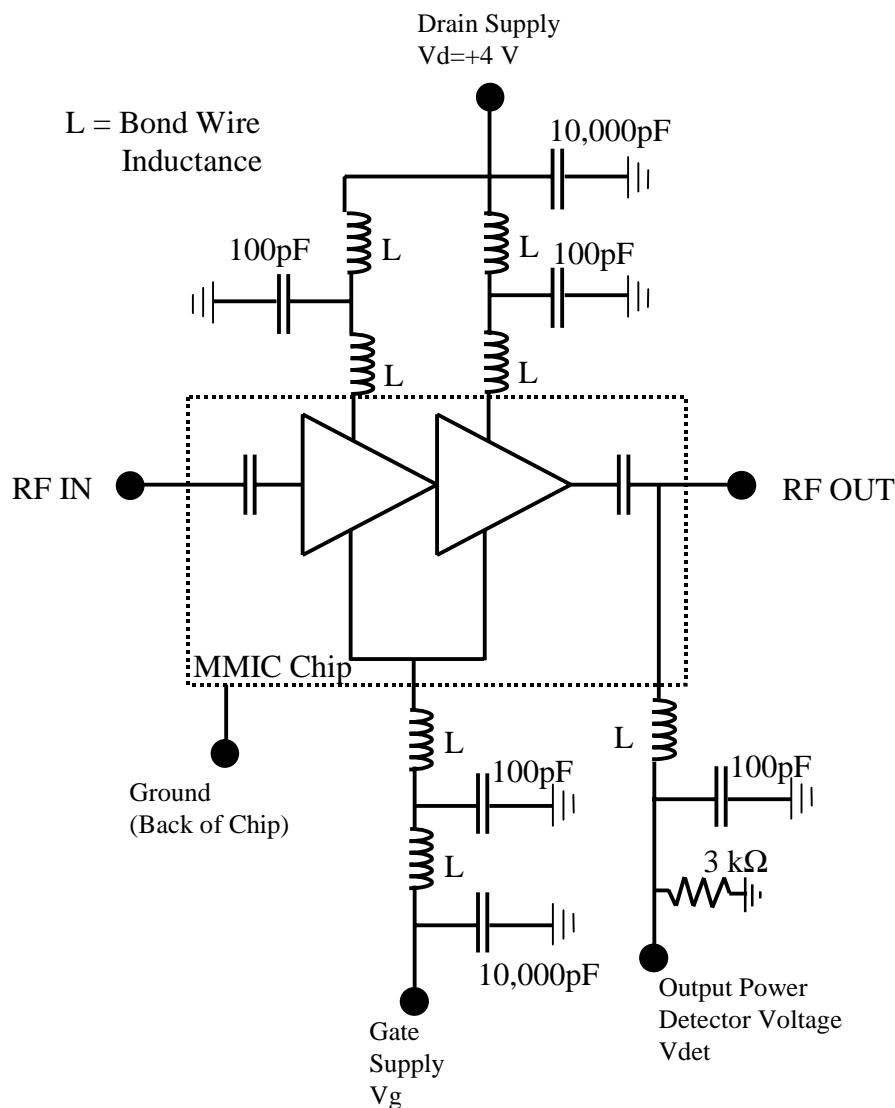 Drain Supply
Vd=+4 V
L = Bond Wire
Inductance
10,000pF
100pF
L
L
100pF
L
L
RF IN
RF OUT
MMIC Chip
Ground
(Back of Chip)
L
100pF
L
10,000pF
Gate
Supply
Vg
L
100pF
3 kΩ
Output Power
Detector Voltage
Vdet